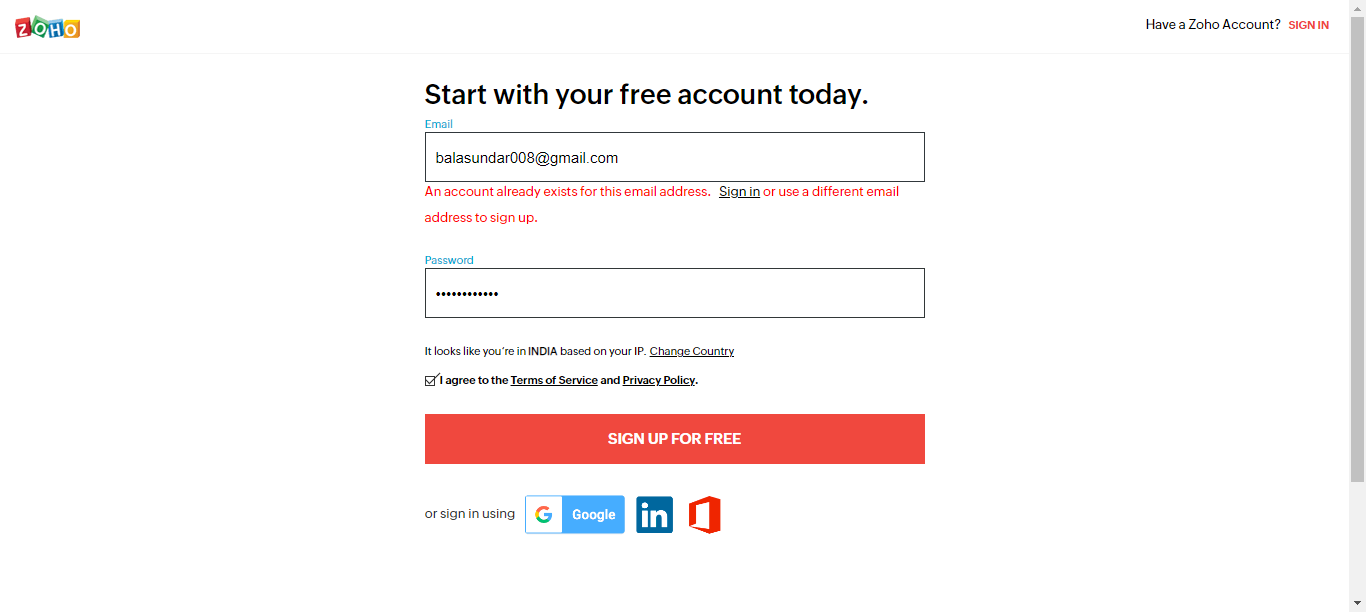 ZOHO
Have a Zoho Account? SIGN IN
Start with your free account today.
Email
balasundar008@gmail.com
An account already exists for this email address. Sign in or use a different email
address to sign up.
Password
••••••••••••
It looks like you're in INDIA based on your IP. Change Country
I agree to the Terms of Service and Privacy Policy.
SIGN UP FOR FREE
or sign in using G Google in